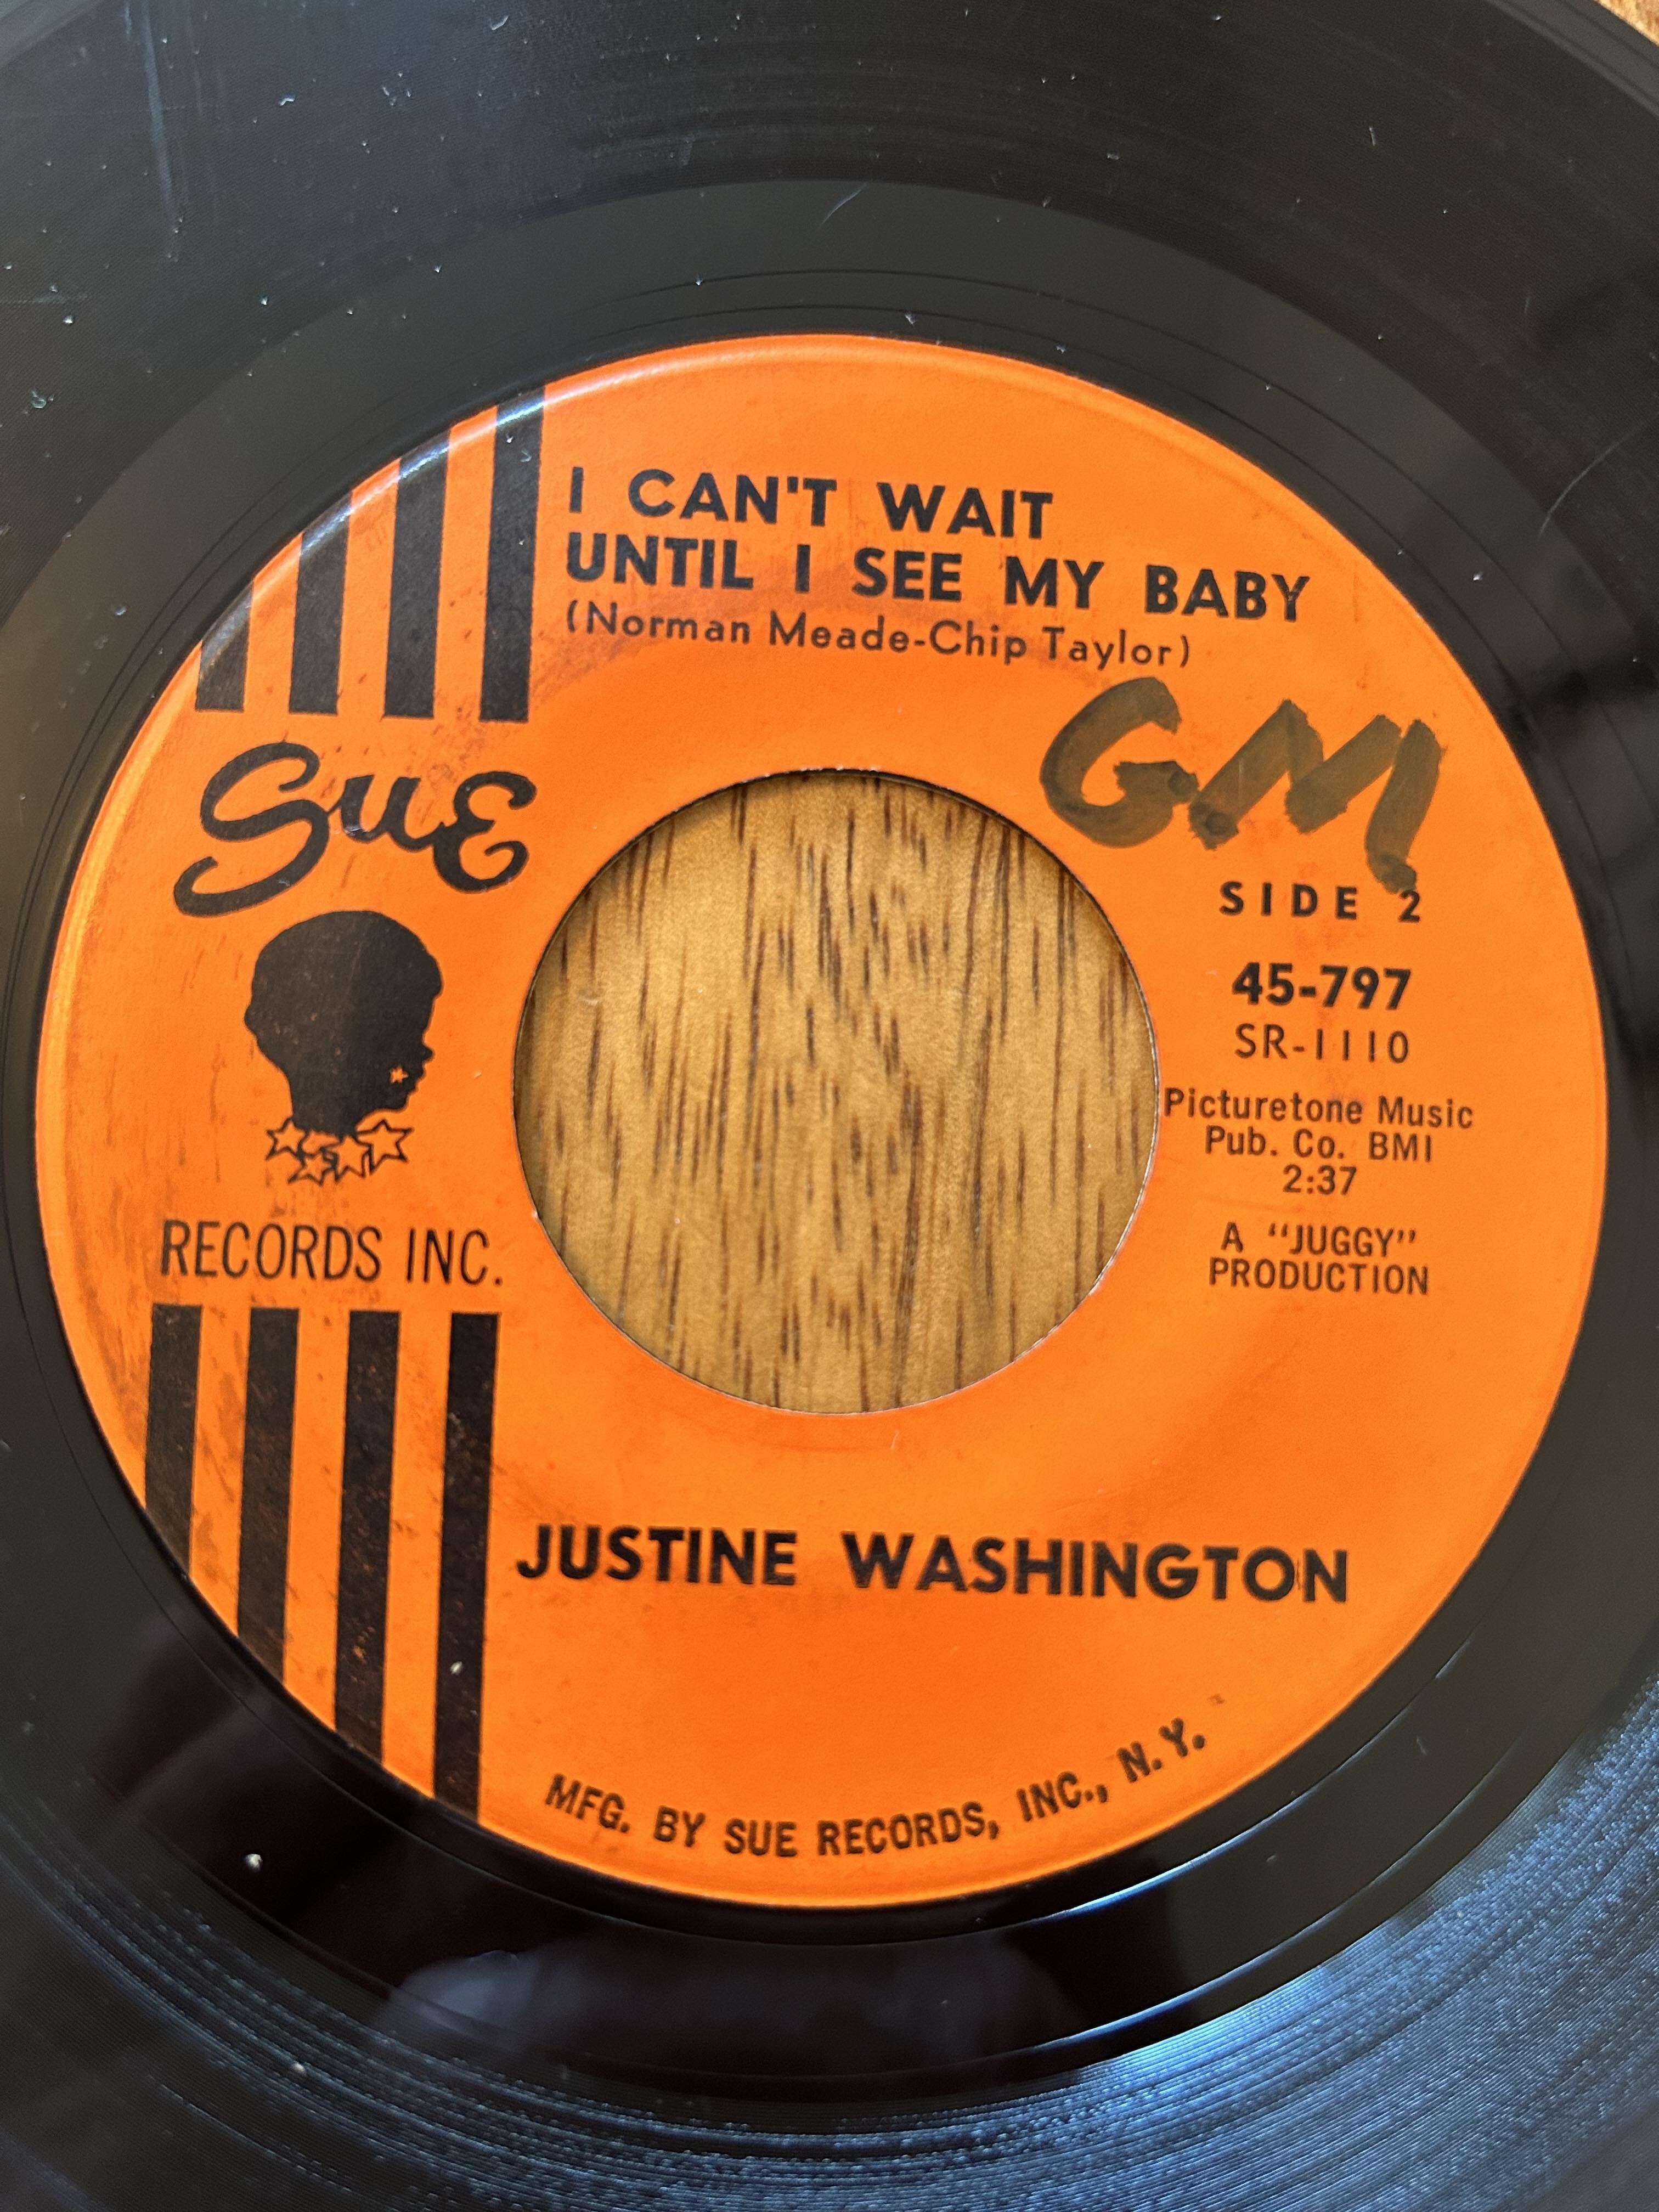 I CAN'T WAIT
UNTIL I SEE MY BABY
(Norman Meade-Chip Taylor)
GM
Sue
RECORDS INC.
SIDE 2
45-797
SR-1110
Picturetone Music
Pub. Co. BMI
2:37
A "JUGGY"
PRODUCTION
JUSTINE WASHINGTON
MFG. BY SUE RECORDS, INC., N. Y.